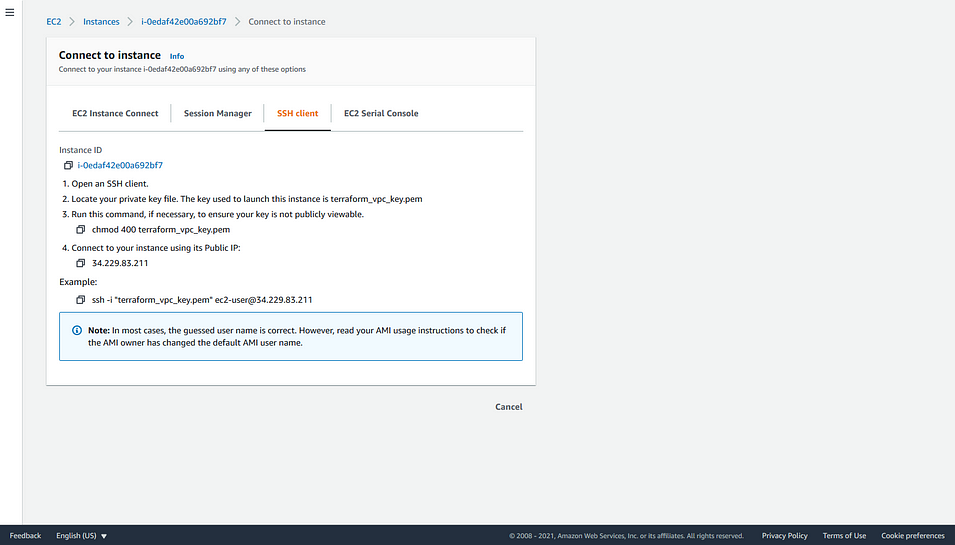 EC2 > Instances > i-0edaf42e00a692bf7 > Connect to instance
Connect to instance Info
Connect to your instance i-0edaf42e00a692bf7 using any of these options
EC2 Instance Connect Session Manager SSH client EC2 Serial Console
Instance ID
i-0edaf42e00a692bf7
1. Open an SSH client.
2. Locate your private key file. The key used to launch this instance is terraform_vpc_key.pem
3. Run this command, if necessary, to ensure your key is not publicly viewable.
chmod 400 terraform_vpc_key.pem
4. Connect to your instance using its Public IP:
34.229.83.211
Example:
ssh -i "terraform_vpc_key.pem" ec2-user@34.229.83.211
Note: In most cases, the guessed user name is correct. However, read your AMI usage instructions to check if
the AMI owner has changed the default AMI user name.
Cancel
Feedback English (US) © 2008 - 2021, Amazon Web Services, Inc. or its affiliates. All rights reserved. Privacy Policy Terms of Use Cookie preferences